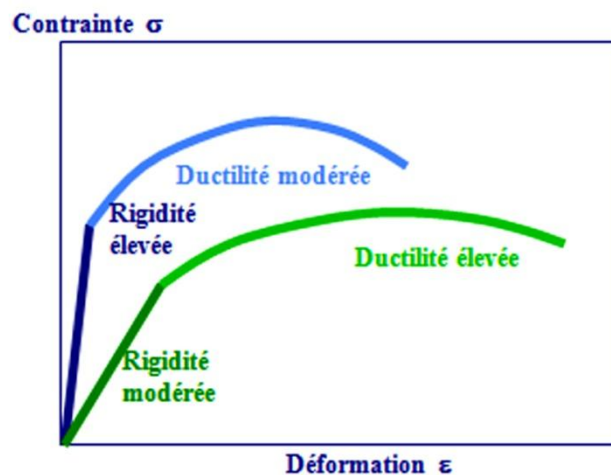 Contrainte σ
Ductilité modérée
Rigidité
élevée
Ductilité élevée
Rigidité
modérée
Déformation ε